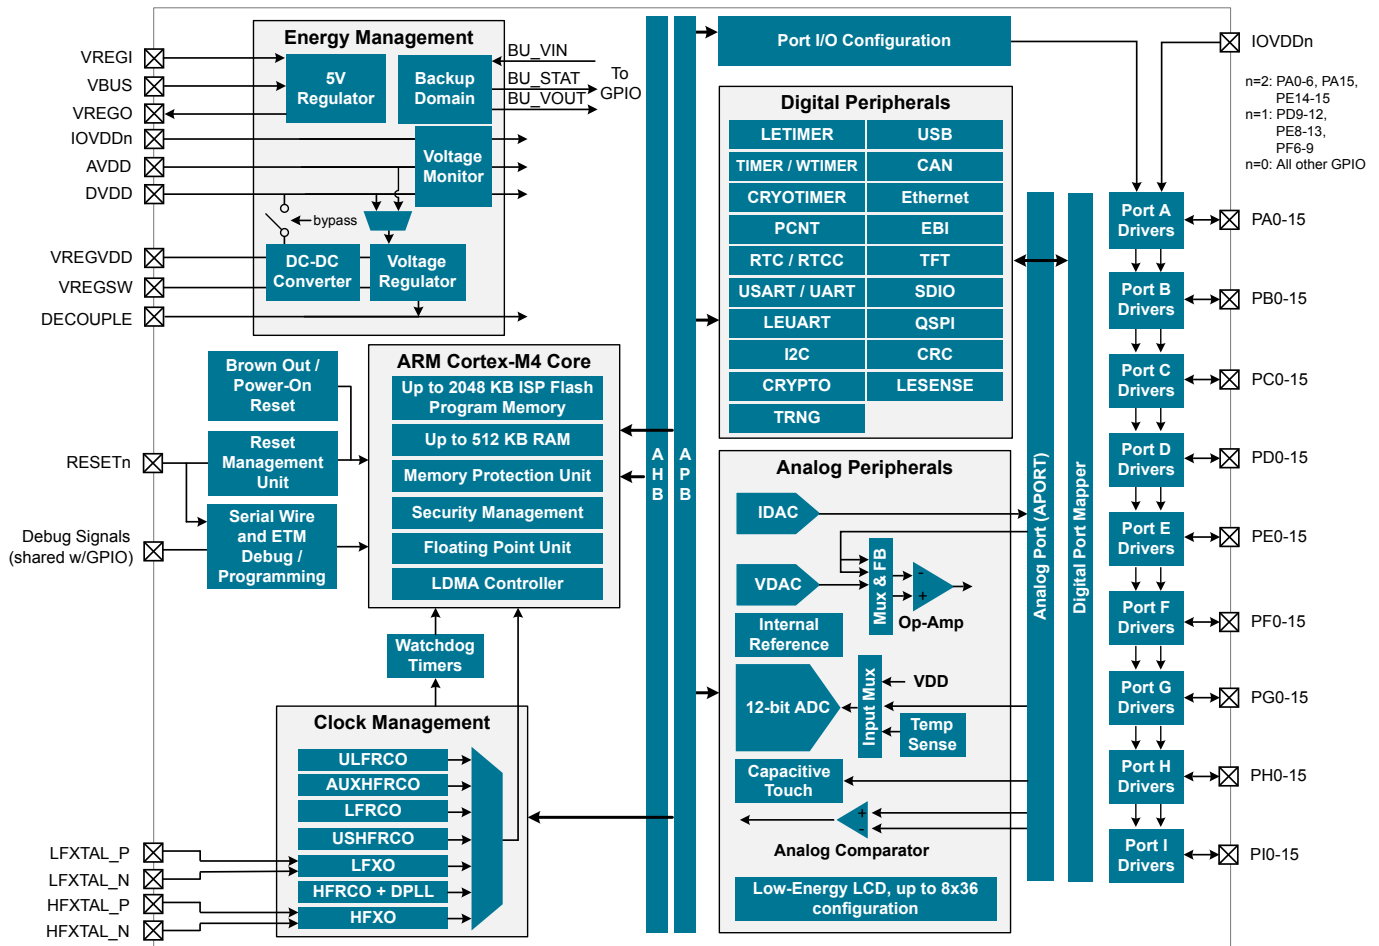 Energy Management
VREGI
VBUS
VREGO
IOVDDn
AVDD
DVDD
VREGVDD
VREGSW
DECOUPLE
5V
Regulator
Backup
Domain
BU_VIN
BU_STAT
BU_VOUT
To
GPIO
Voltage
Monitor
bypass
DC-DC
Converter
Voltage
Regulator
Brown Out /
Power-On
Reset
Reset
Management
Unit
Serial Wire
and ETM
Debug /
Programming
RESETn
Debug Signals
(shared w/GPIO)
ARM Cortex-M4 Core
Up to 2048 KB ISP Flash
Program Memory
Up to 512 KB RAM
Memory Protection Unit
Security Management
Floating Point Unit
LDMA Controller
Watchdog
Timers
Clock Management
ULFRCO
AUXHFRCO
LFRCO
USHFRCO
LFXO
HFRCO + DPLL
HFXO
LFXTAL_P
LFXTAL_N
HFXTAL_P
HFXTAL_N
A
H
B
A
P
B
Port I/O Configuration
Digital Peripherals
LETIMER
USB
TIMER / WTIMER
CAN
CRYOTIMER
Ethernet
PCNT
EBI
RTC / RTCC
TFT
USART / UART
SDIO
LEUART
QSPI
I2C
CRC
CRYPTO
LESENSE
TRNG
Analog Peripherals
IDAC
VDAC
Mux & FB
-
+
Op-Amp
Internal
Reference
12-bit ADC
Input Mux
VDD
Temp
Sense
Capacitive
Touch
+
-
Analog Comparator
Low-Energy LCD, up to 8x36
configuration
Analog Port (APORT)
Digital Port Mapper
IOVDDn
n=2: PA0-6, PA15,
PE14-15
n=1: PD9-12,
PE8-13,
PF6-9
n=0: All other GPIO
Port A
Drivers
PA0-15
Port B
Drivers
PB0-15
Port C
Drivers
PC0-15
Port D
Drivers
PD0-15
Port E
Drivers
PE0-15
Port F
Drivers
PF0-15
Port G
Drivers
PG0-15
Port H
Drivers
PH0-15
Port I
Drivers
PI0-15